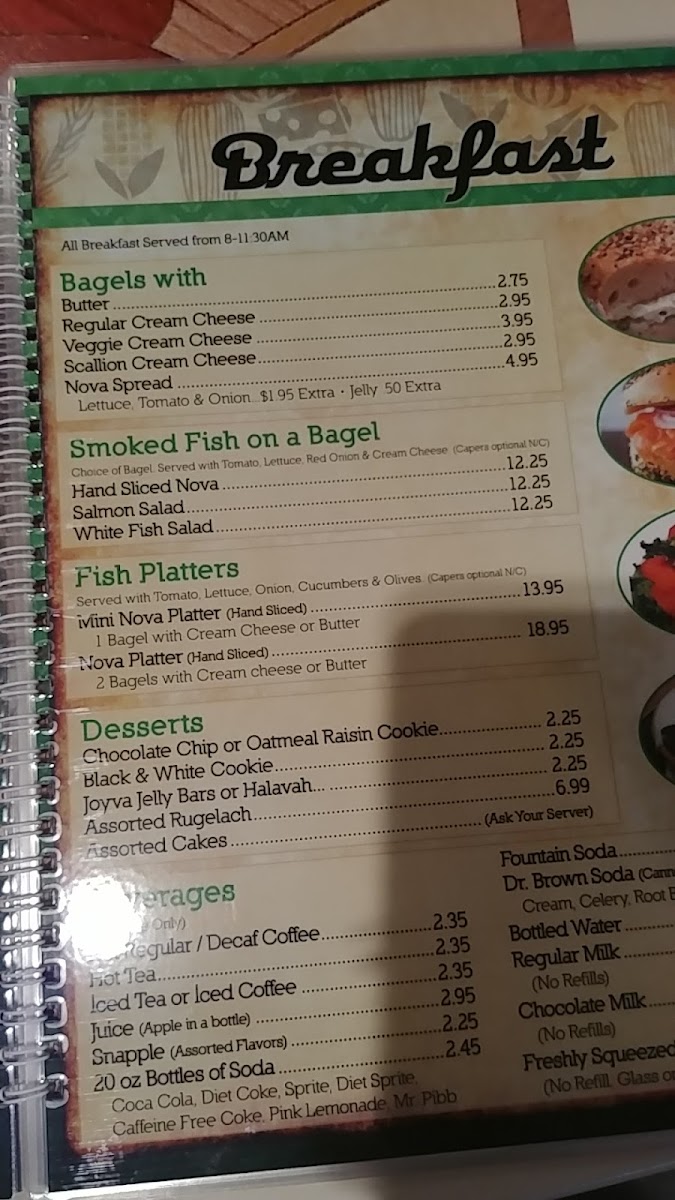 Breakfast
All Breakfast Served from 8-11:30AM
Bagels with
Butter 2.75
Regular Cream Cheese 2.95
Veggie Cream Cheese 3.95
Scallion Cream Cheese 2.95
Nova Spread 4.95
Lettuce, Tomato & Onion $1.95 Extra • Jelly .50 Extra
Smoked Fish on a Bagel
Choice of Bagel. Served with Tomato, Lettuce, Red Onion & Cream Cheese (Capers optional N/C)
Hand Sliced Nova 12.25
Salmon Salad 12.25
White Fish Salad 12.25
Fish Platters
Served with Tomato, Lettuce, Onion, Cucumbers & Olives (Capers optional N/C)
Mini Nova Platter (Hand Sliced) 13.95
1 Bagel with Cream Cheese or Butter
Nova Platter (Hand Sliced) 18.95
2 Bagels with Cream cheese or Butter
Desserts
Chocolate Chip or Oatmeal Raisin Cookie 2.25
Black & White Cookie 2.25
Joyva Jelly Bars or Halavah... 2.25
Assorted Rugelach 6.99
Assorted Cakes (Ask Your Server)
Beverages
Only)
Regular / Decaf Coffee 2.35
Hot Tea 2.35
Iced Tea or Iced Coffee 2.35
Juice (Apple in a bottle) 2.95
Snapple (Assorted Flavors) 2.25
20 oz Bottles of Soda 2.45
Coca Cola, Diet Coke, Sprite, Diet Sprite,
Caffeine Free Coke, Pink Lemonade, Mr. Pibb
Fountain Soda
Dr. Brown Soda
Cream, Celery, Root
Bottled Water
Regular Milk
(No Refills)
Chocolate Milk
(No Refills)
Freshly Squeezed
(No Refill, Glass